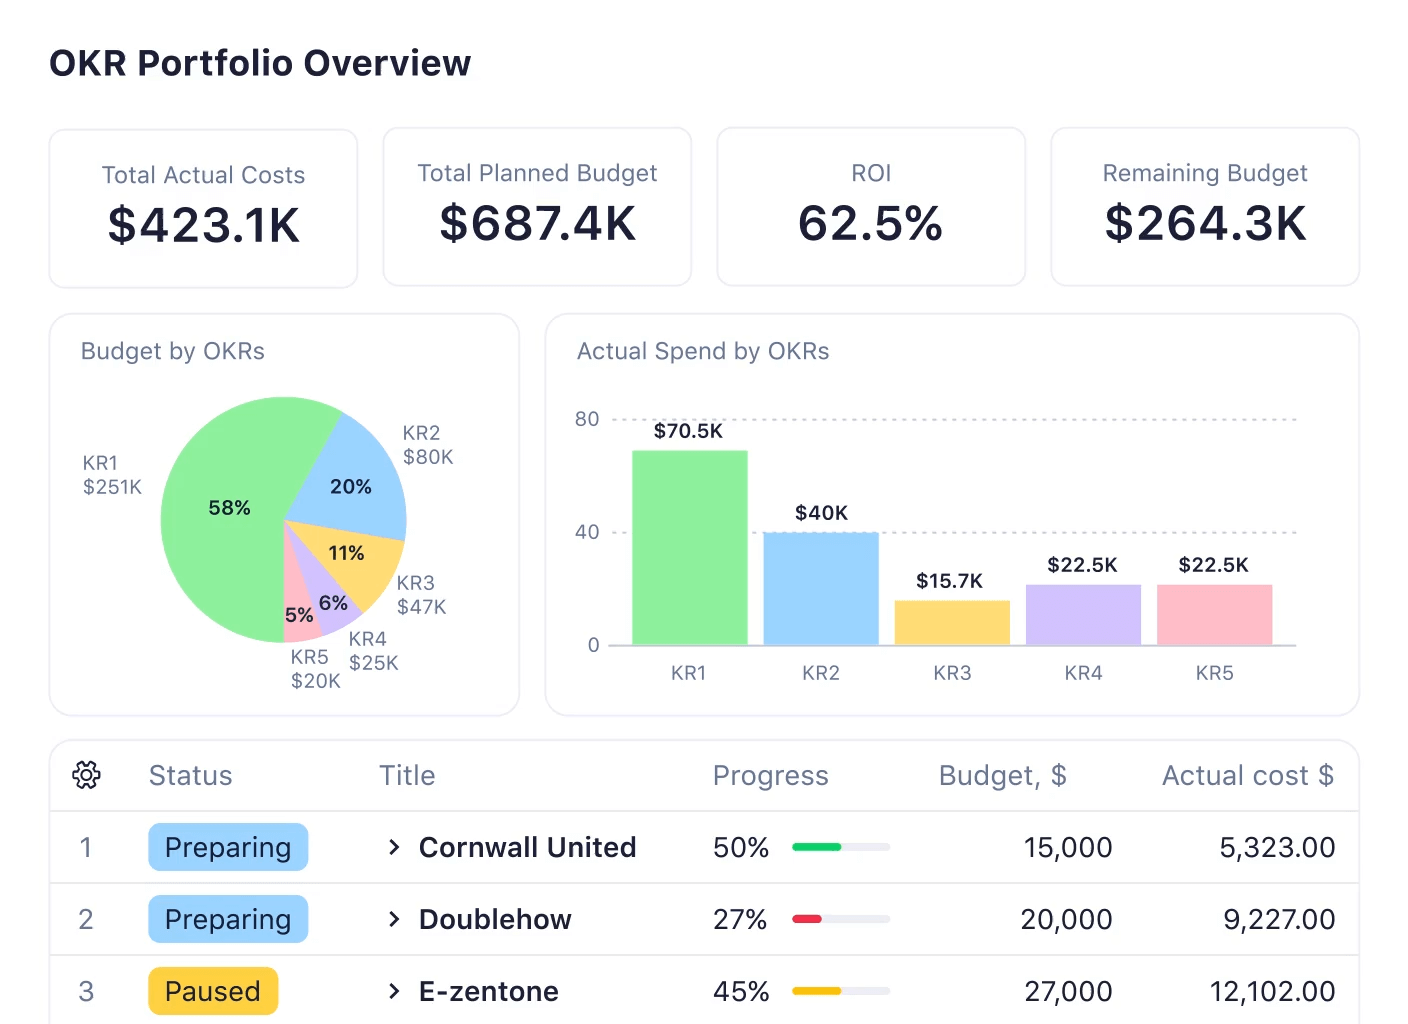 OKR Portfolio Overview
Total Actual Costs
$423.1K
Total Planned Budget
$687.4K
ROI
62.5%
Remaining Budget
$264.3K
Budget by OKRs
KR1
$251K
58%
KR2
$80K
20%
11%
KR3
$47K
6%
5%
KR4
$25K
KR5
$20K
Actual Spend by OKRs
80
$70.5K
$40K
40
$15.7K
$22.5K
$22.5K
0
KR1 KR2 KR3 KR4 KR5
Status Title Progress Budget, $ Actual cost $
1 Preparing Cornwall United 50% 15,000 5,323.00
2 Preparing Doublehow 27% 20,000 9,227.00
3 Paused E-zentone 45% 27,000 12,102.00